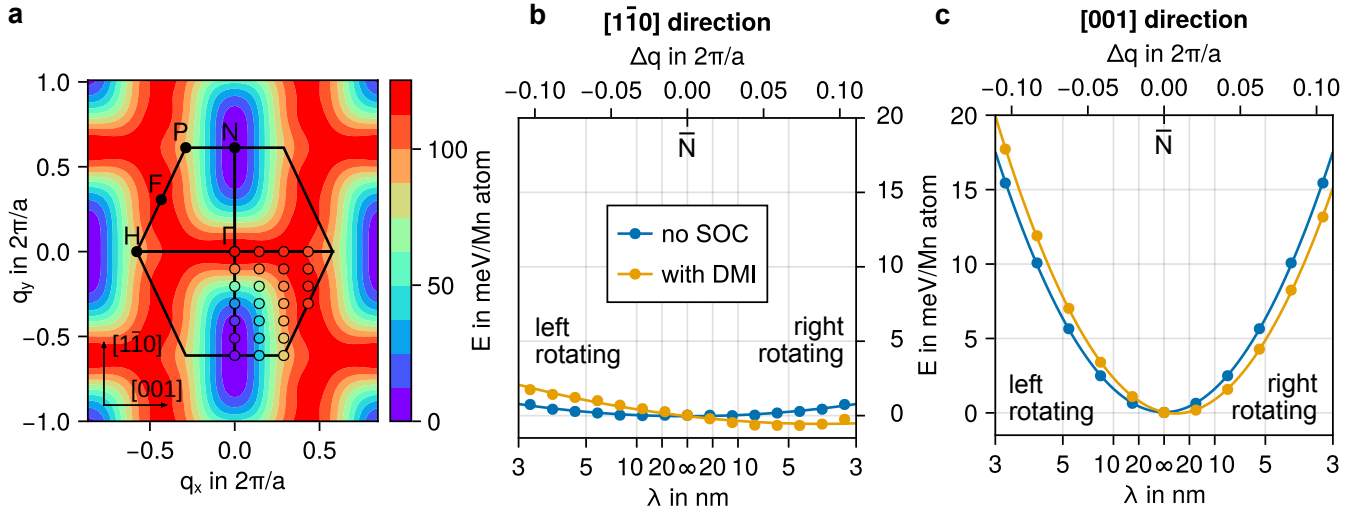 a
1.0
0.5
0.0
−0.5
−1.0
q_y in 2π/a
P
N
F
H
Γ
[11̄0]
[001]
−0.5
0.0
0.5
q_x in 2π/a
100
50
0
E in meV/Mn atom
b
[11̄0] direction
Δq in 2π/a
−0.10
−0.05
0.00
0.05
0.10
N̄
no SOC
with DMI
left
rotating
right
rotating
20
15
10
5
0
3
5
10
20
∞
20
10
5
3
λ in nm
c
[001] direction
Δq in 2π/a
−0.10
−0.05
0.00
0.05
0.10
N̄
20
15
10
5
0
E in meV/Mn atom
left
rotating
right
rotating
3
5
10
20
∞
20
10
5
3
λ in nm